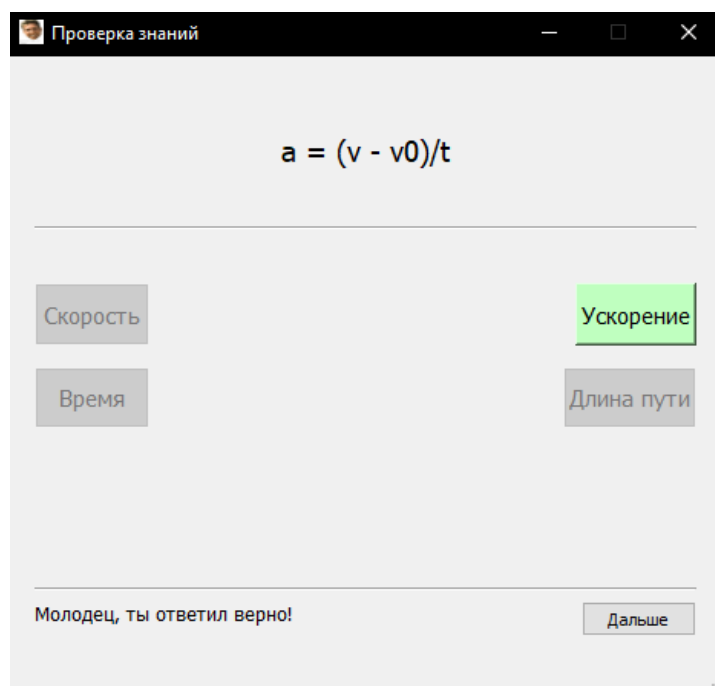 Проверка знаний
a = (v - v0)/t
Скорость
Ускорение
Время
Длина пути
Молодец, ты ответил верно!
Дальше